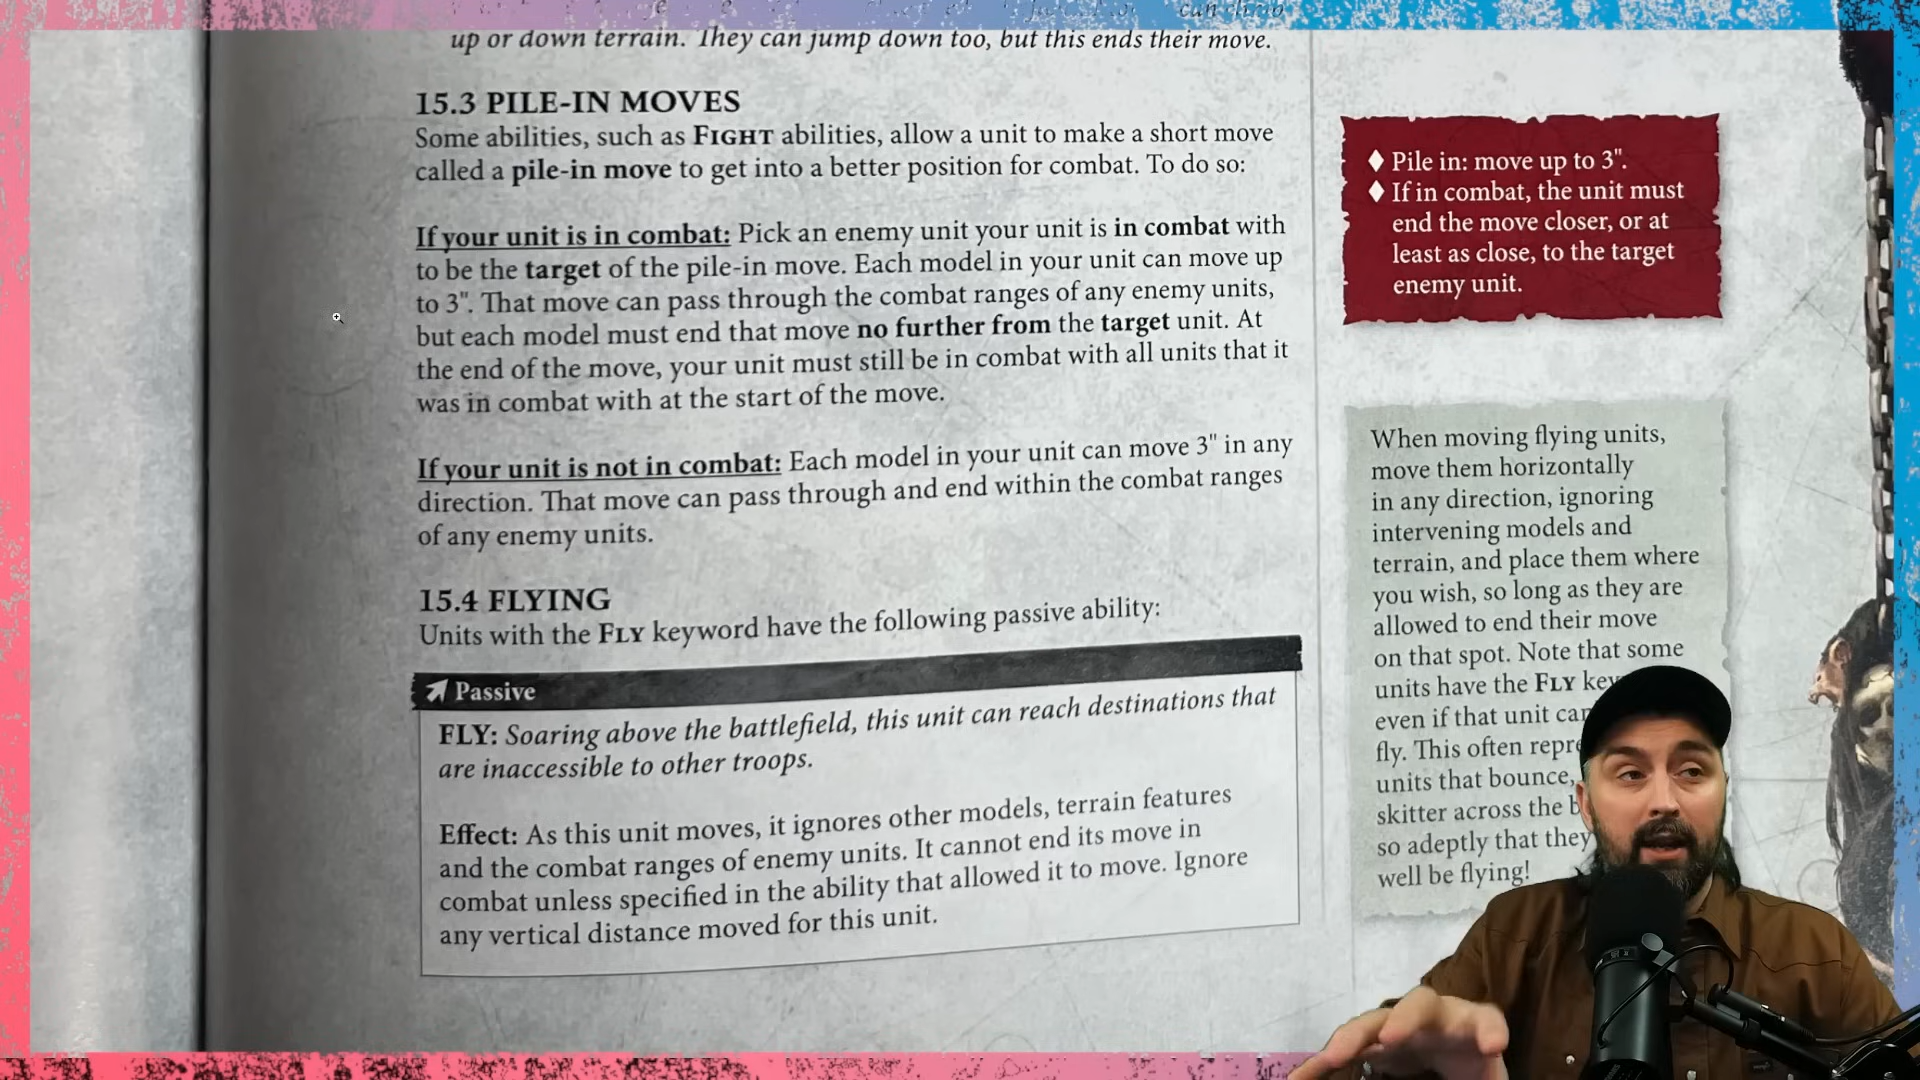 up or down terrain. They can jump down too, but this ends their move.
15.3 PILE-IN MOVES
Some abilities, such as FIGHT abilities, allow a unit to make a short move
called a pile-in move to get into a better position for combat. To do so:
If your unit is in combat: Pick an enemy unit your unit is in combat with
to be the target of the pile-in move. Each model in your unit can move up
to 3". That move can pass through the combat ranges of any enemy units,
but each model must end that move no further from the target unit. At
the end of the move, your unit must still be in combat with all units that it
was in combat with at the start of the move.
If your unit is not in combat: Each model in your unit can move 3" in any
direction. That move can pass through and end within the combat ranges
of any enemy units.
15.4 FLYING
Units with the FLY keyword have the following passive ability:
Passive
FLY: Soaring above the battlefield, this unit can reach destinations that
are inaccessible to other troops.
Effect: As this unit moves, it ignores other models, terrain features
and the combat ranges of enemy units. It cannot end its move in
combat unless specified in the ability that allowed it to move. Ignore
any vertical distance moved for this unit.
♦ Pile in: move up to 3".
♦ If in combat, the unit must
end the move closer, or at
least as close, to the target
enemy unit.
When moving flying units,
move them horizontally
in any direction, ignoring
intervening models and
terrain, and place them where
you wish, so long as they are
allowed to end their move
on that spot. Note that some
units have the FLY
even if that unit
fly. This often
units that bounce,
skitter across the
so adeptly that they
well be flying!